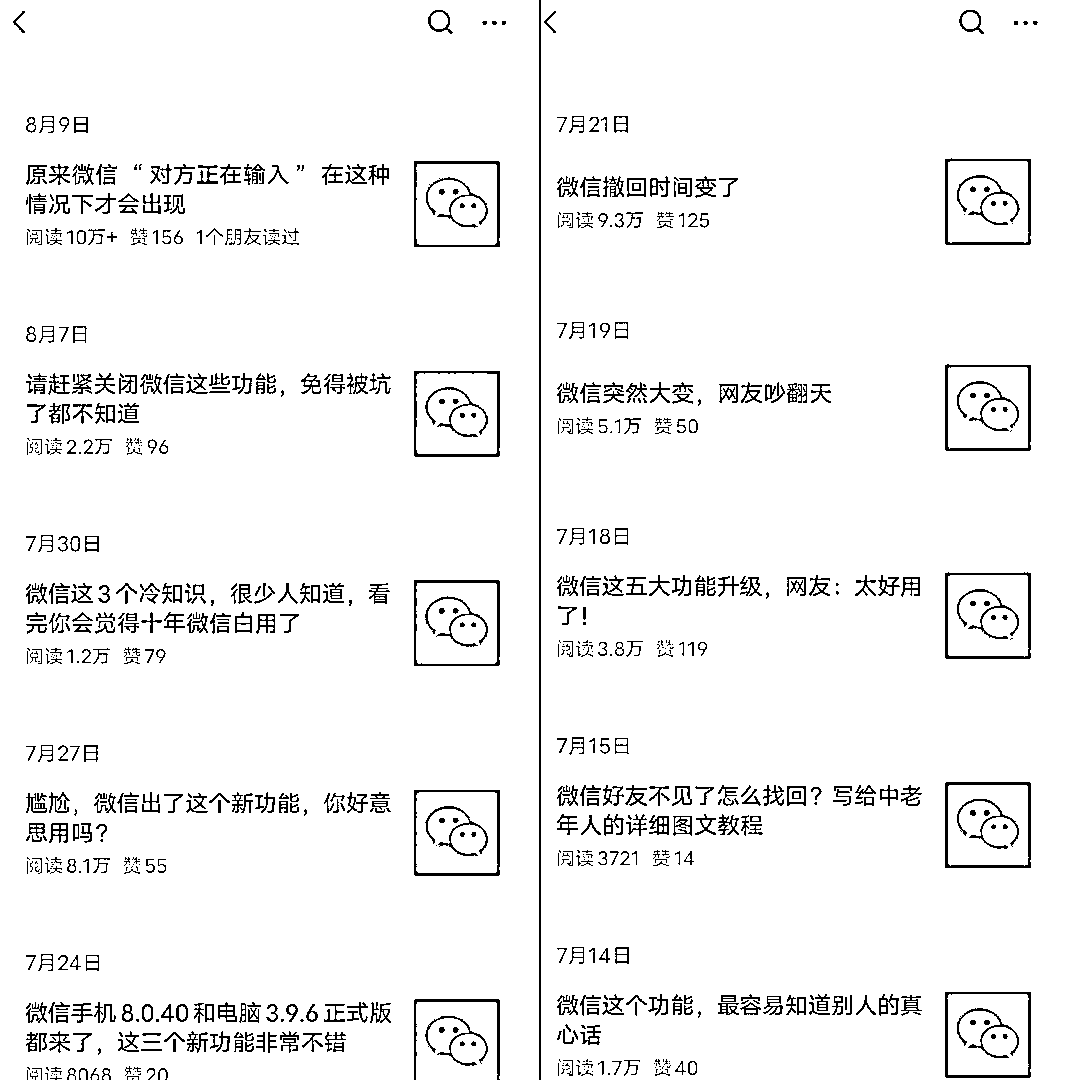 8月9日
原来微信 “ 对方正在输入 ” 在这种
情况下才会出现
阅读10万+ 赞156 1个朋友读过
8月7日
请赶紧关闭微信这些功能，免得被坑
了都不知道
阅读2.2万 赞96
7月30日
微信这3个冷知识，很少人知道，看
完你会觉得十年微信白用了
阅读1.2万 赞79
7月27日
尴尬，微信出了这个新功能，你好意
思用吗？
阅读8.1万 赞55
7月24日
微信手机8.0.40和电脑3.9.6正式版
都来了，这三个新功能非常不错
阅读8068 赞20
7月21日
微信撤回时间变了
阅读9.3万 赞125
7月19日
微信突然大变，网友吵翻天
阅读5.1万 赞50
7月18日
微信这五大功能升级，网友：太好用
了！
阅读3.8万 赞119
7月15日
微信好友不见了怎么找回？写给中老
年人的详细图文教程
阅读3721 赞14
7月14日
微信这个功能，最容易知道别人的真
心话
阅读1.7万 赞40